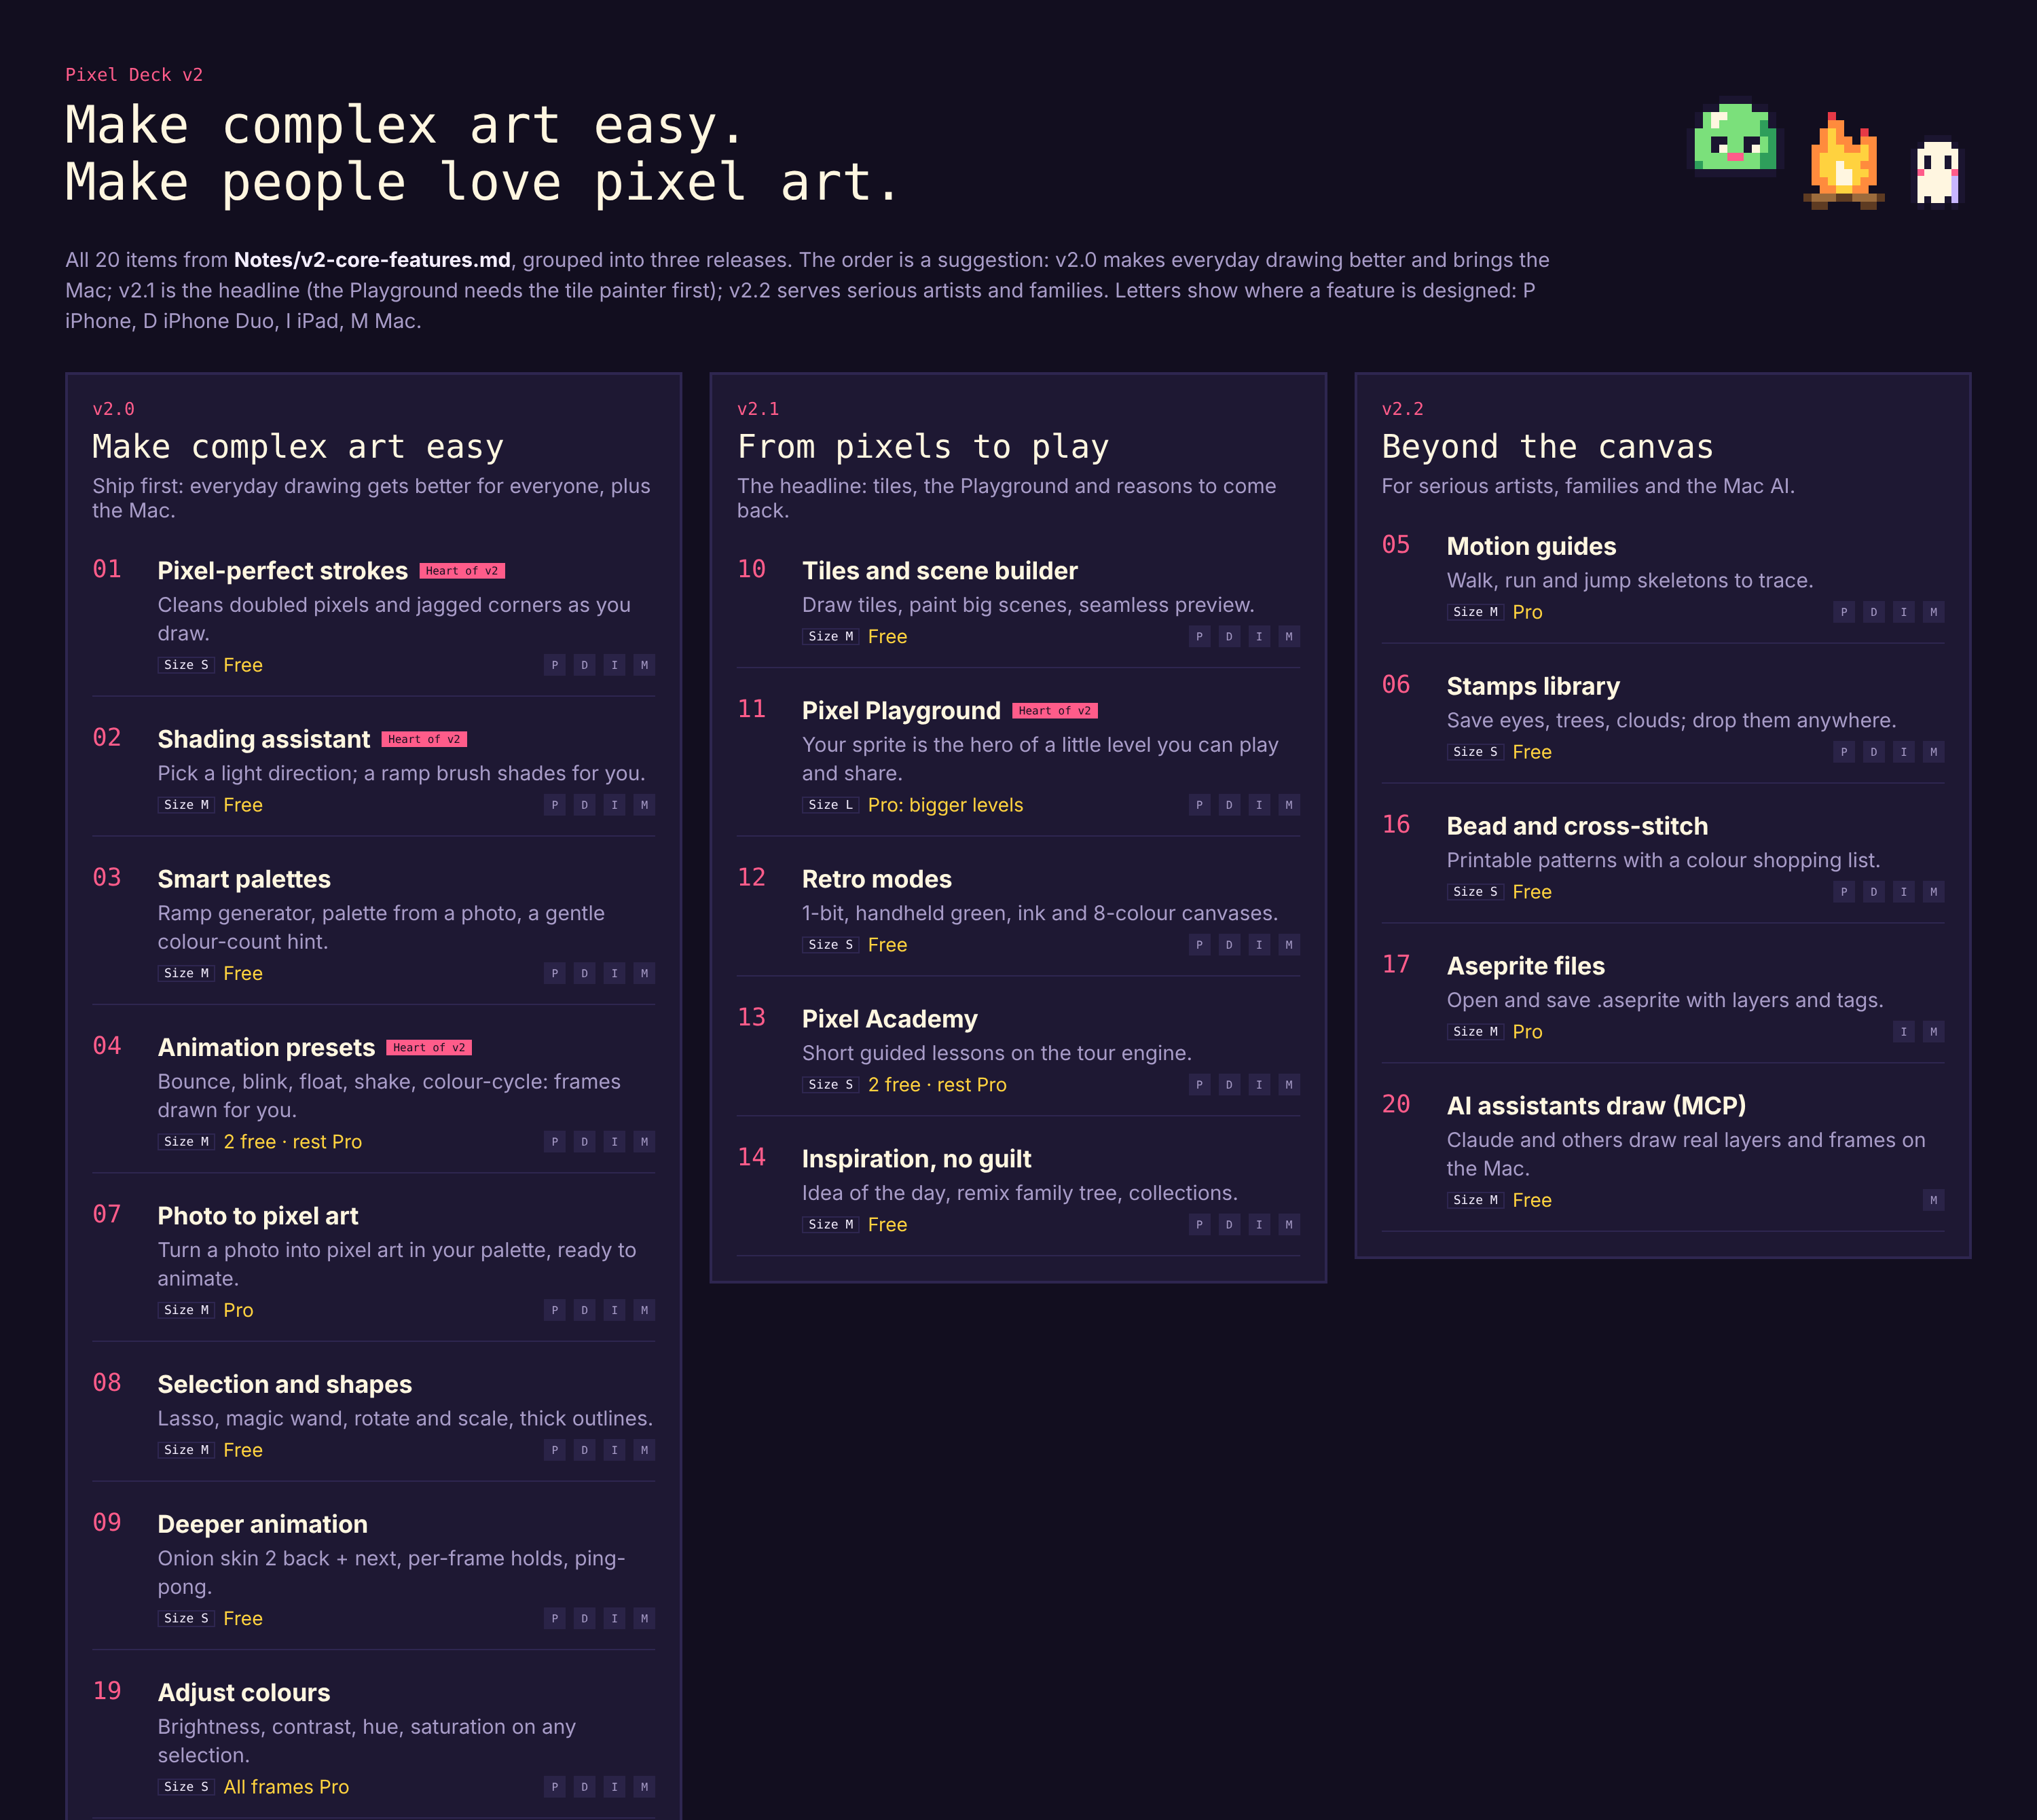 Pixel Deck v2
Make complex art easy.
Make people love pixel art.
All 20 items from Notes/v2-core-features.md, grouped into three releases. The order is a suggestion: v2.0 makes everyday drawing better and brings the
Mac; v2.1 is the headline (the Playground needs the tile painter first); v2.2 serves serious artists and families. Letters show where a feature is designed: P
iPhone, D iPhone Duo, I iPad, M Mac.
v2.0
Make complex art easy
Ship first: everyday drawing gets better for everyone, plus
the Mac.
01 Pixel-perfect strokes Heart of v2
Cleans doubled pixels and jagged corners as you
draw.
Size S Free P D I M
02 Shading assistant Heart of v2
Pick a light direction; a ramp brush shades for you.
Size M Free P D I M
03 Smart palettes
Ramp generator, palette from a photo, a gentle
colour-count hint.
Size M Free P D I M
04 Animation presets Heart of v2
Bounce, blink, float, shake, colour-cycle: frames
drawn for you.
Size M 2 free · rest Pro P D I M
07 Photo to pixel art
Turn a photo into pixel art in your palette, ready to
animate.
Size M Pro P D I M
08 Selection and shapes
Lasso, magic wand, rotate and scale, thick outlines.
Size M Free P D I M
09 Deeper animation
Onion skin 2 back + next, per-frame holds, ping-
pong.
Size S Free P D I M
19 Adjust colours
Brightness, contrast, hue, saturation on any
selection.
Size S All frames Pro P D I M
v2.1
From pixels to play
The headline: tiles, the Playground and reasons to come
back.
10 Tiles and scene builder
Draw tiles, paint big scenes, seamless preview.
Size M Free P D I M
11 Pixel Playground Heart of v2
Your sprite is the hero of a little level you can play
and share.
Size L Pro: bigger levels P D I M
12 Retro modes
1-bit, handheld green, ink and 8-colour canvases.
Size S Free P D I M
13 Pixel Academy
Short guided lessons on the tour engine.
Size S 2 free · rest Pro P D I M
14 Inspiration, no guilt
Idea of the day, remix family tree, collections.
Size M Free P D I M
v2.2
Beyond the canvas
For serious artists, families and the Mac AI.
05 Motion guides
Walk, run and jump skeletons to trace.
Size M Pro P D I M
06 Stamps library
Save eyes, trees, clouds; drop them anywhere.
Size S Free P D I M
16 Bead and cross-stitch
Printable patterns with a colour shopping list.
Size S Free P D I M
17 Aseprite files
Open and save .aseprite with layers and tags.
Size M Pro I M
20 AI assistants draw (MCP)
Claude and others draw real layers and frames on
the Mac.
Size M Free M